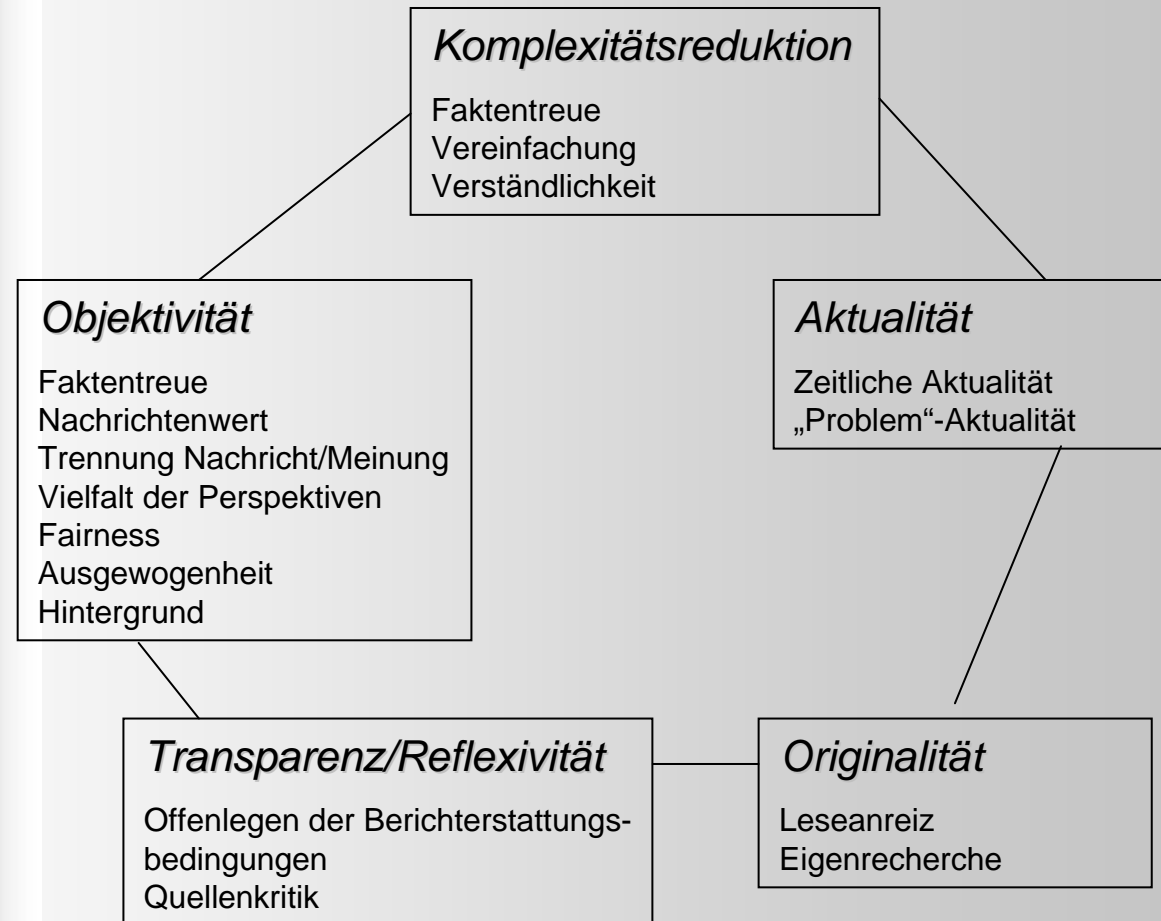 Komplexitätsreduktion
Faktentreue
Vereinfachung
Verständlichkeit
Objektivität
Faktentreue
Nachrichtenwert
Trennung Nachricht/Meinung
Vielfalt der Perspektiven
Fairness
Ausgewogenheit
Hintergrund
Aktualität
Zeitliche Aktualität
„Problem“-Aktualität
Transparenz/Reflexivität
Offenlegen der Berichterstattungs-
bedingungen
Quellenkritik
Originalität
Leseanreiz
Eigenrecherche